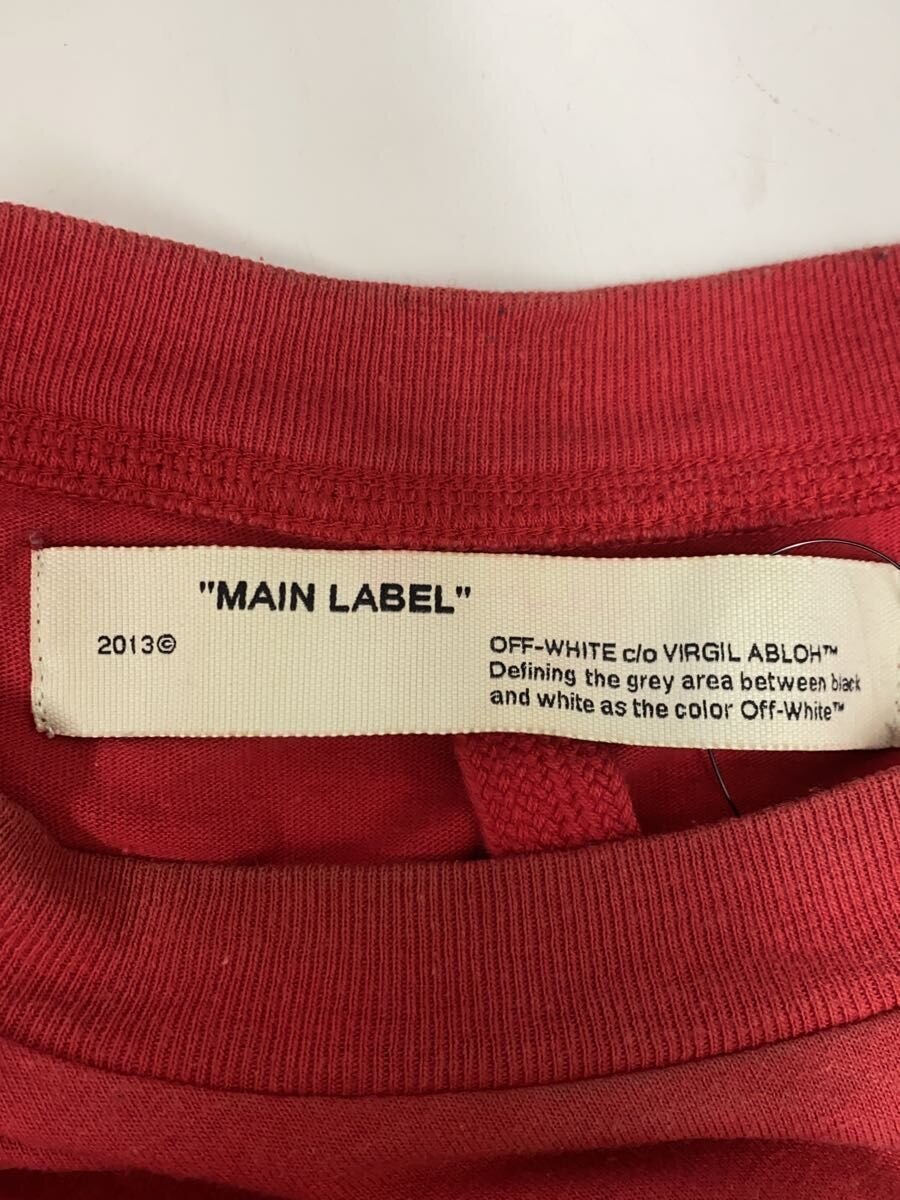 "MAIN LABEL"
2013©
OFF-WHITE c/o VIRGIL ABLOH™
Defining the grey area between black
and white as the color Off-White™